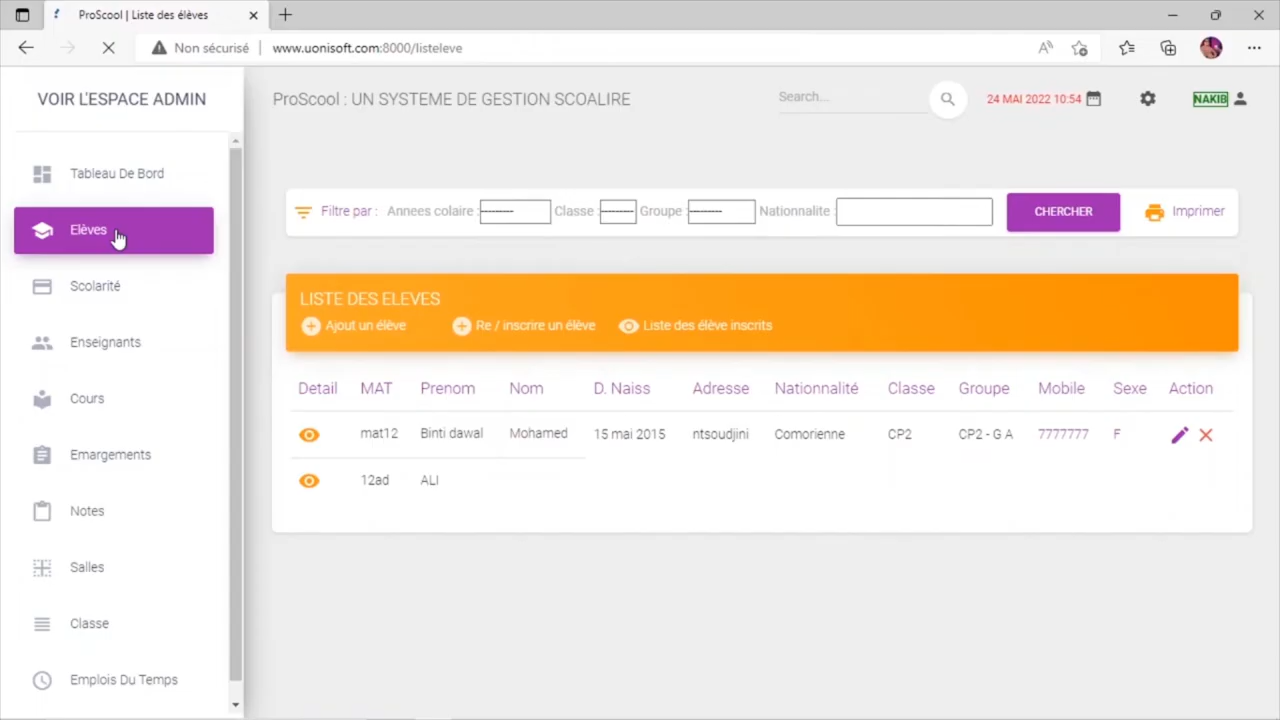 ProScool | Liste des élèves
Non sécurisé www.uonisoft.com:8000/listeleve
VOIR L'ESPACE ADMIN
ProScool : UN SYSTEME DE GESTION SCOALIRE
Search...
24 MAI 2022 10:54
NAKIB
Tableau De Bord
Elèves
Scolarité
Enseignants
Cours
Emargements
Notes
Salles
Classe
Emplois Du Temps
Filtre par : Annees colaire : --------- Classe : --------- Groupe : --------- Nationnalite : CHERCHER Imprimer
LISTE DES ELEVES
Ajout un élève Re / inscrire un élève Liste des élève inscrits
Detail MAT Prenom Nom D. Naiss Adresse Nationnalité Classe Groupe Mobile Sexe Action
mat12 Binti dawal Mohamed 15 mai 2015 ntsoudjini Comorienne CP2 CP2 - G A 7777777 F
12ad ALI